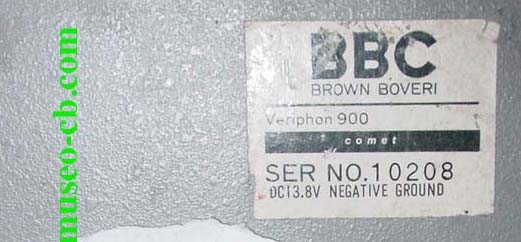 museo-cb.com
BBC
BROWN BOVERI
Veriphon 900
comet
SER NO.10208
DC13.8V NEGATIVE GROUND